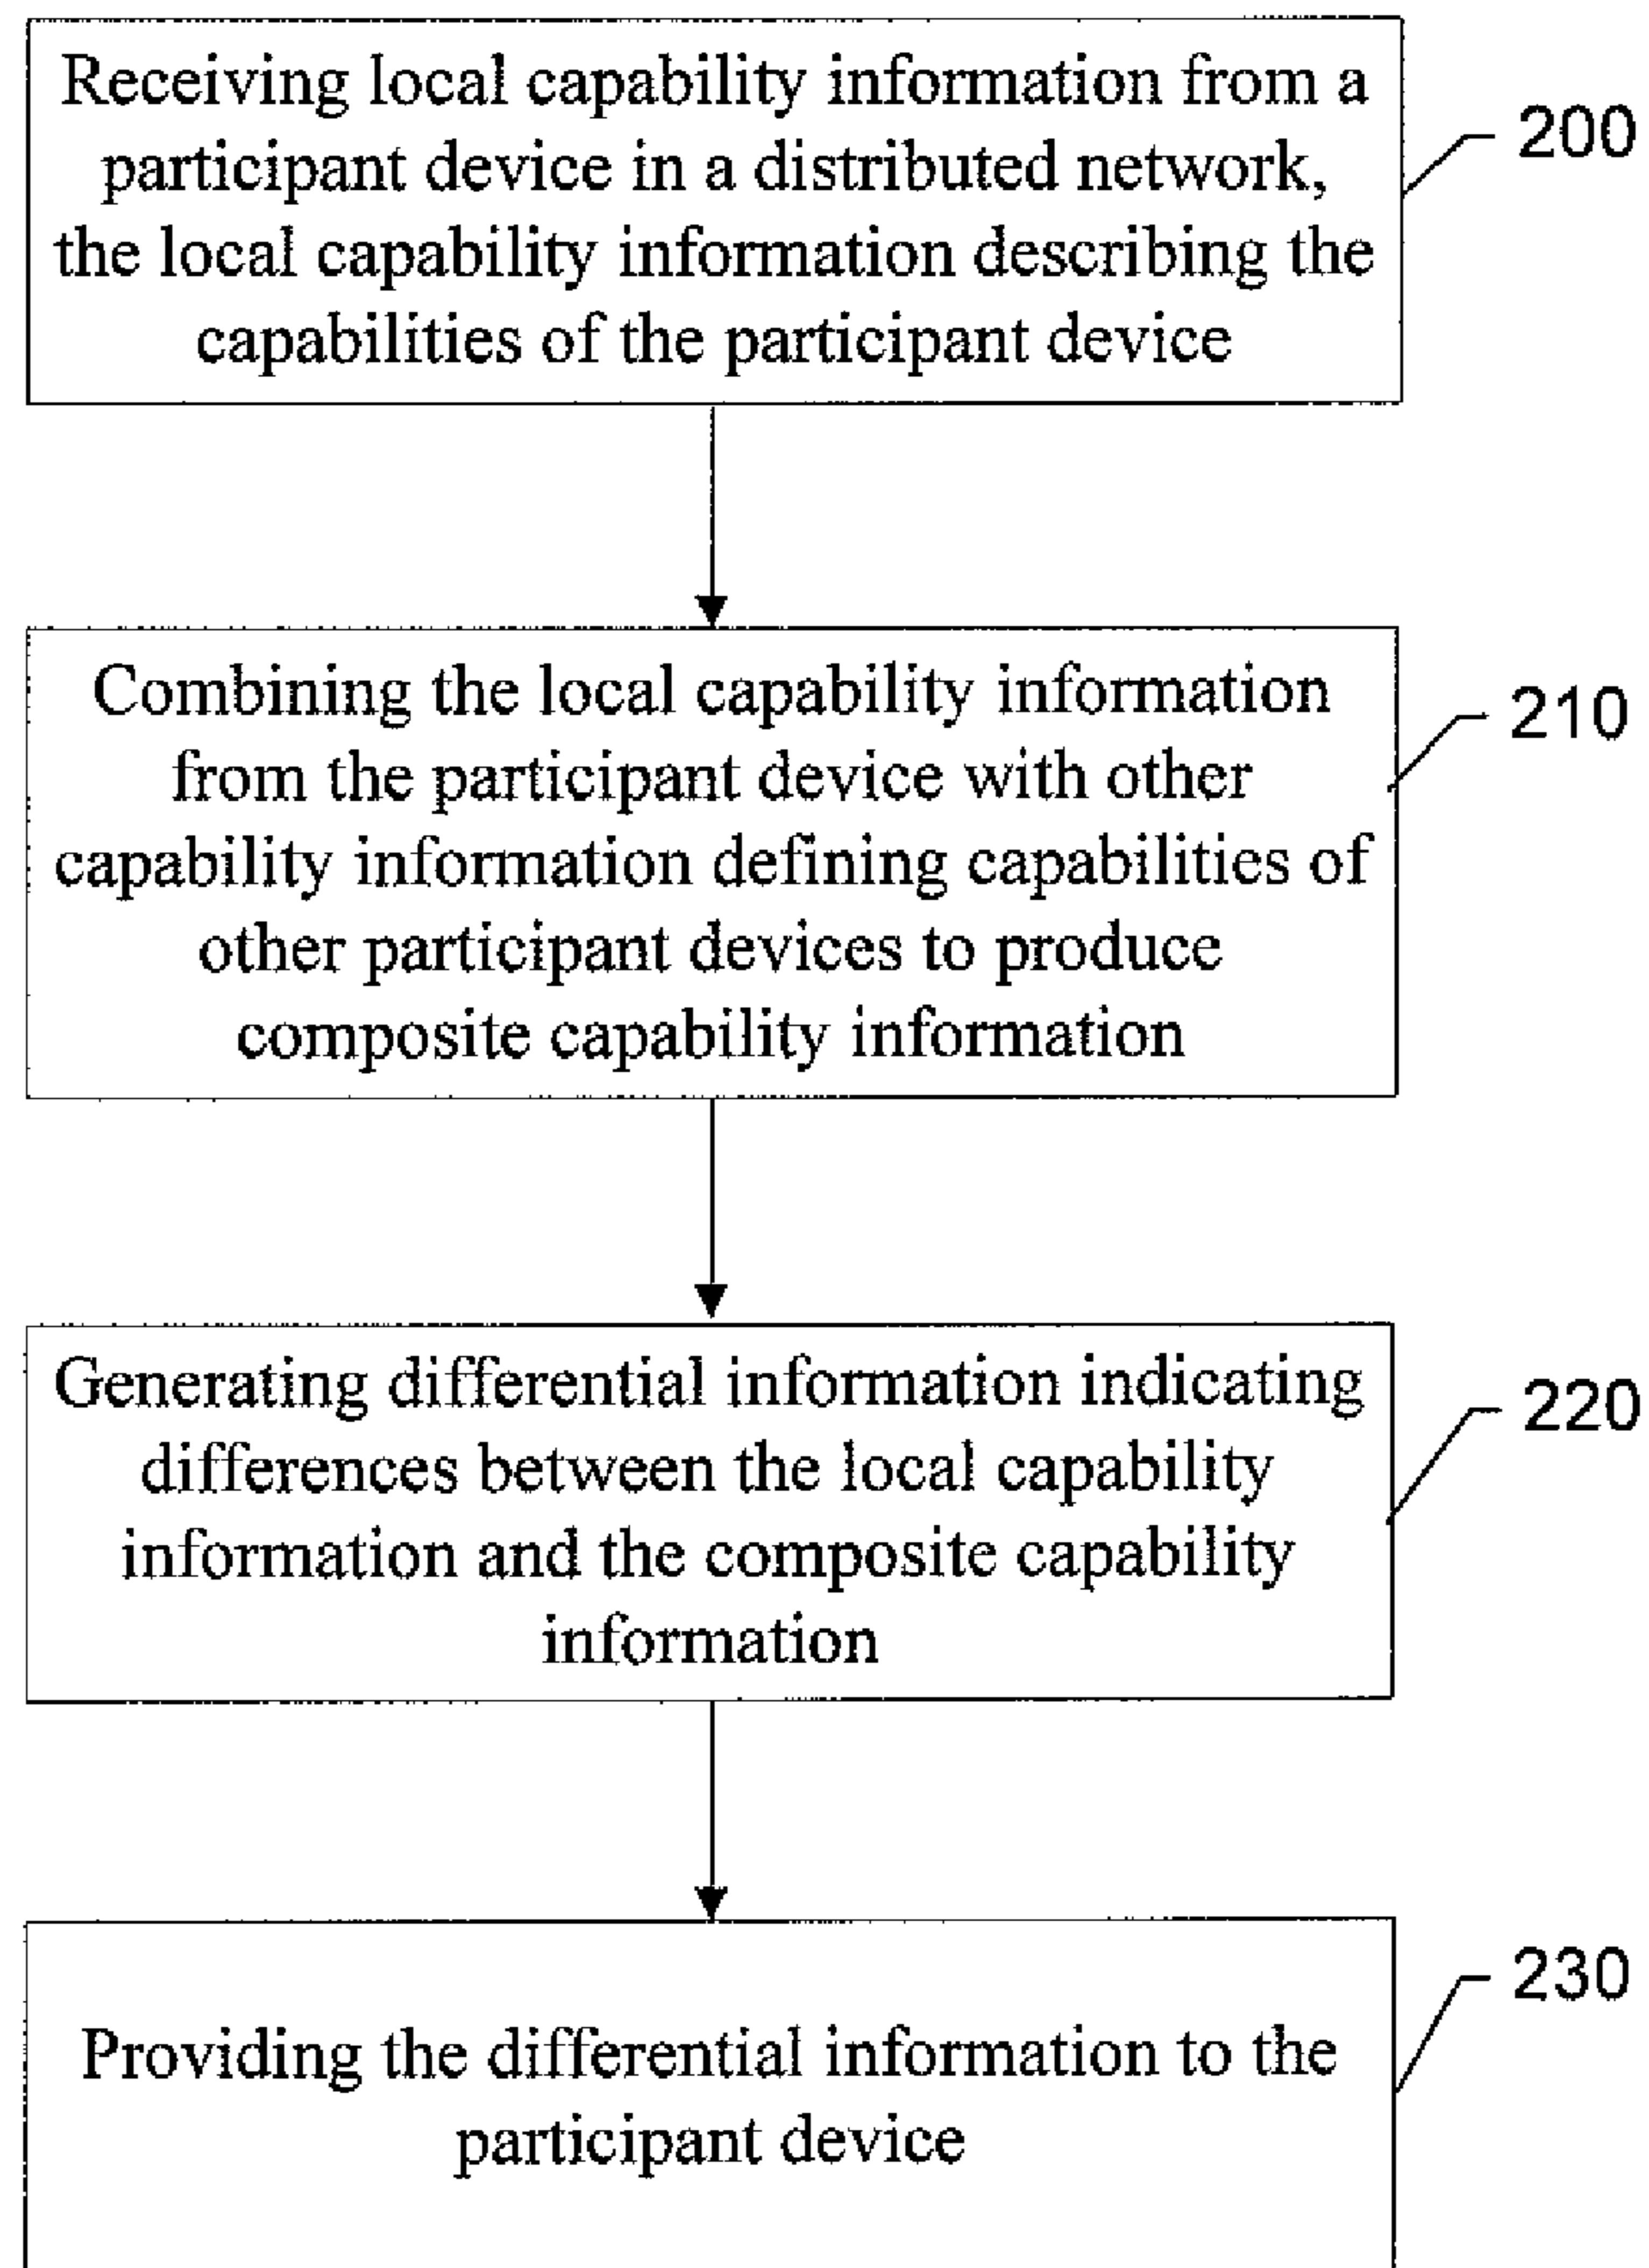 Receiving local capability information from a
participant device in a distributed network,
the local capability information describing the
capabilities of the participant device
200
Combining the local capability information
from the participant device with other
capability information defining capabilities of
other participant devices to produce
composite capability information
210
Generating differential information indicating
differences between the local capability
information and the composite capability
information
220
Providing the differential information to the
participant device
230